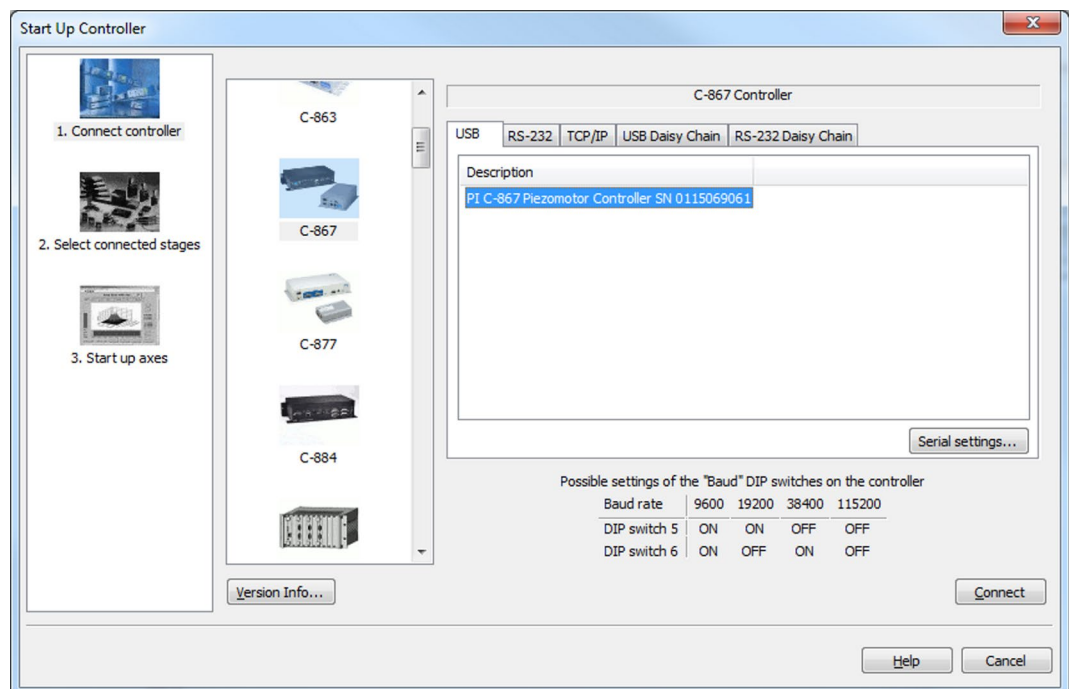 Start Up Controller
1. Connect controller
2. Select connected stages
3. Start up axes
C-863
C-867
C-877
C-884
Version Info...
C-867 Controller
USB RS-232 TCP/IP USB Daisy Chain RS-232 Daisy Chain
Description
PI C-867 Piezomotor Controller SN 0115069061
Serial settings...
Possible settings of the "Baud" DIP switches on the controller
Baud rate 9600 19200 38400 115200
DIP switch 5 ON ON OFF OFF
DIP switch 6 ON OFF ON OFF
Connect
Help Cancel